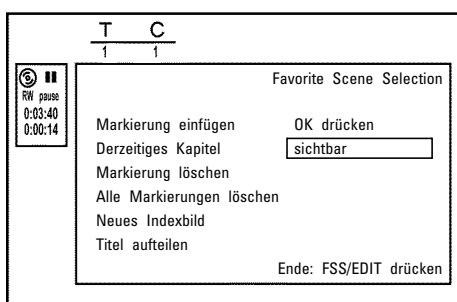 T C
1 1
RW pause
0:03:40
0:00:14
Favorite Scene Selection
Markierung einfügen OK drücken
Derzeitiges Kapitel sichtbar
Markierung löschen
Alle Markierungen löschen
Neues Indexbild
Titel aufteilen
Ende: FSS/EDIT drücken